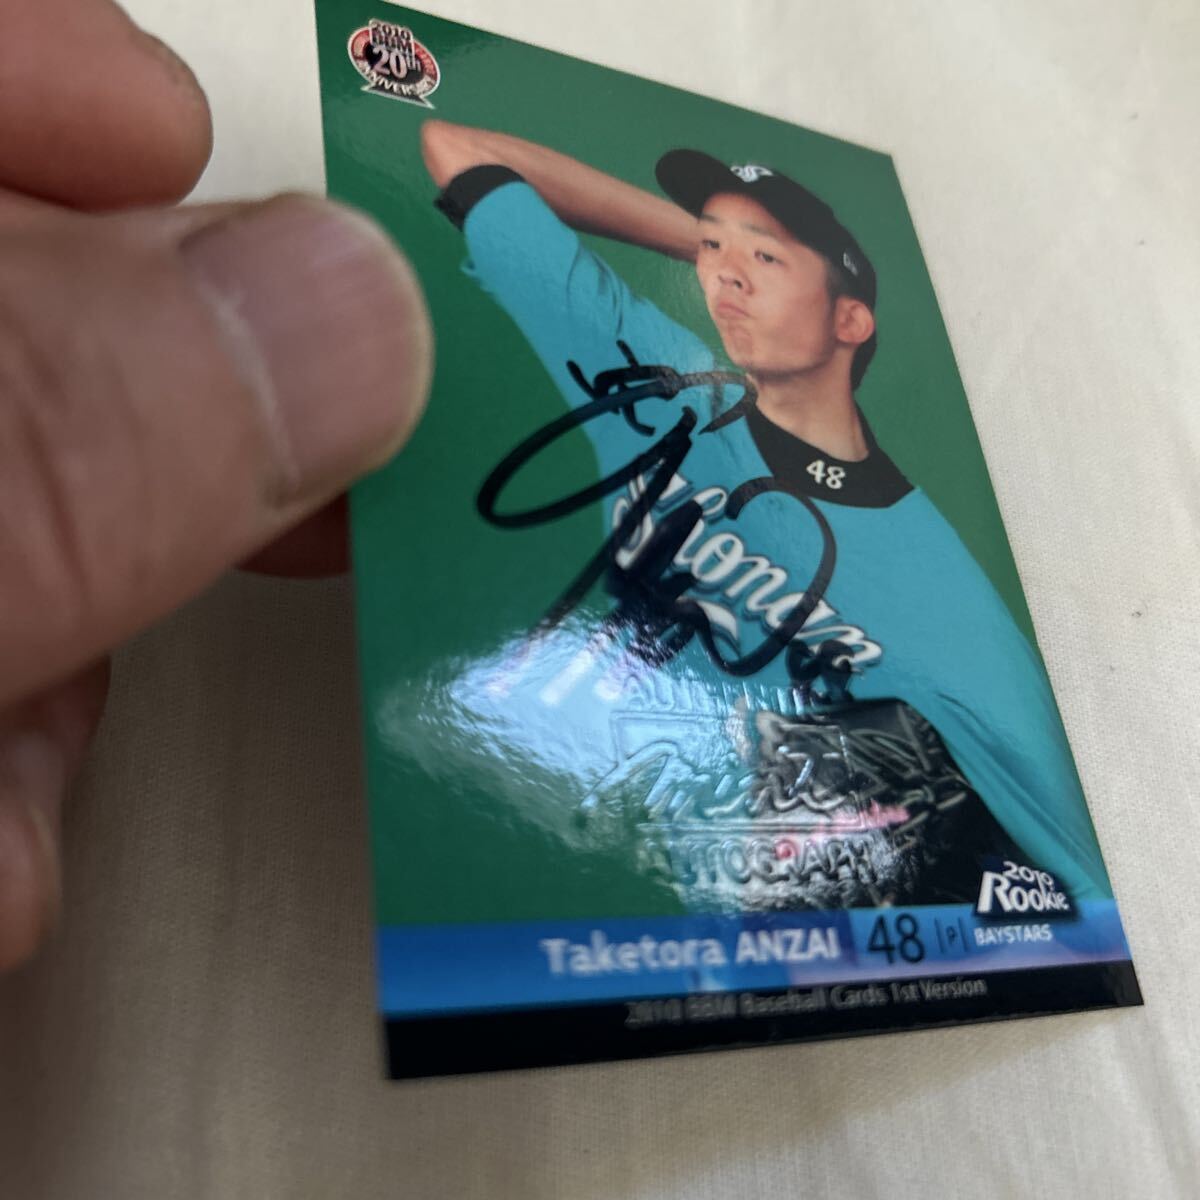 2010
BBM
20th
ANNIVERSARY
48
Shonan
AUTHENTIC
AUTOGRAPH
2010
Rookie
Taketora ANZAI 48 P BAYSTARS
2010 BBM Baseball Cards 1st Version